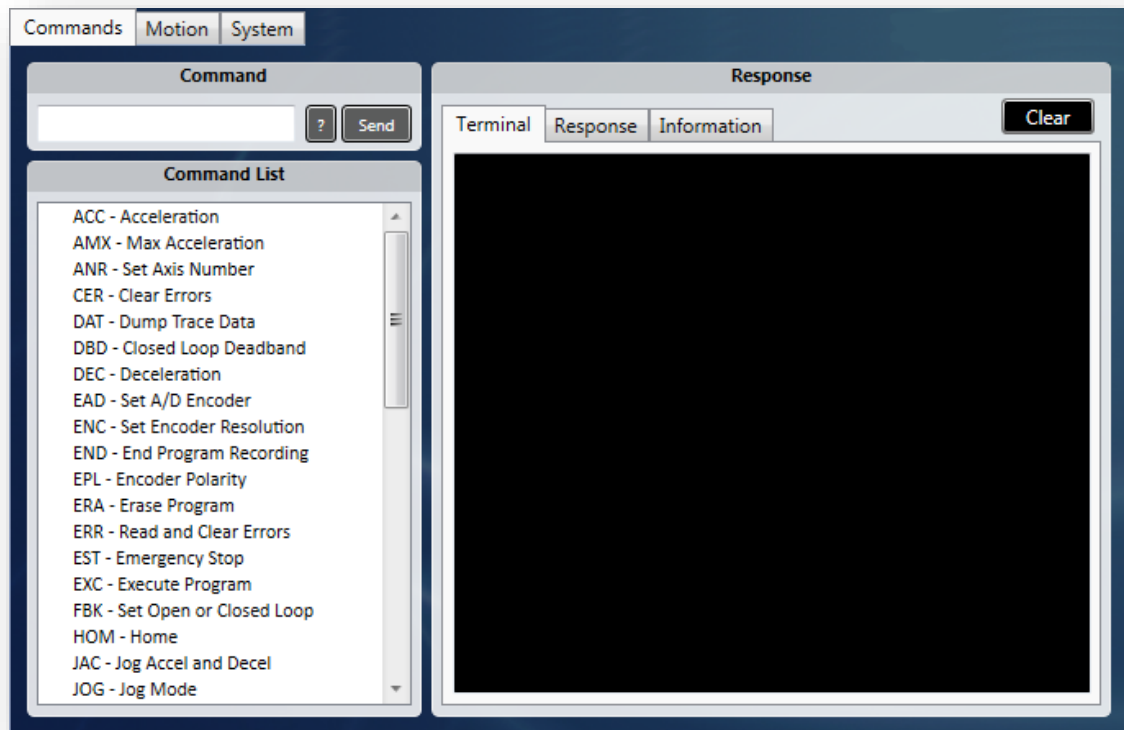 Commands Motion System
Command
? Send
Command List
ACC - Acceleration
AMX - Max Acceleration
ANR - Set Axis Number
CER - Clear Errors
DAT - Dump Trace Data
DBD - Closed Loop Deadband
DEC - Deceleration
EAD - Set A/D Encoder
ENC - Set Encoder Resolution
END - End Program Recording
EPL - Encoder Polarity
ERA - Erase Program
ERR - Read and Clear Errors
EST - Emergency Stop
EXC - Execute Program
FBK - Set Open or Closed Loop
HOM - Home
JAC - Jog Accel and Decel
JOG - Jog Mode
Response
Terminal Response Information
Clear